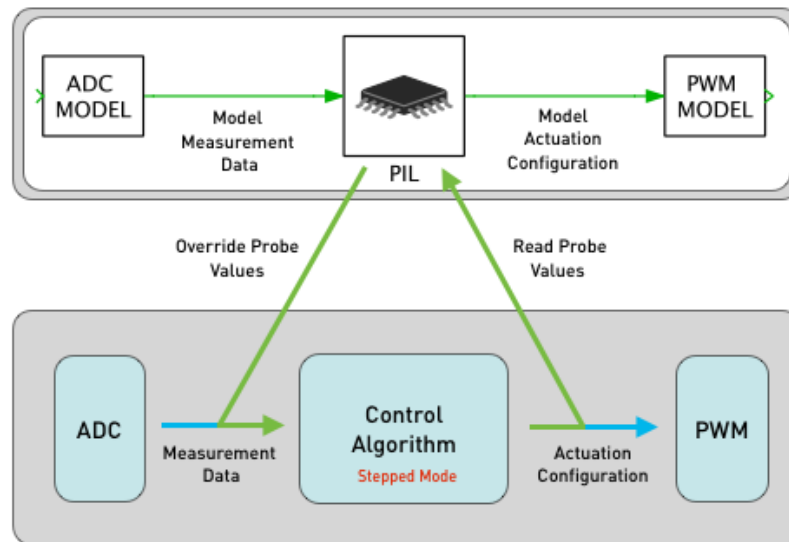 ADC
MODEL
Model
Measurement
Data
PIL
Model
Actuation
Configuration
PWM
MODEL
Override Probe
Values
Read Probe
Values
ADC
Measurement
Data
Control
Algorithm
Stepped Mode
Actuation
Configuration
PWM